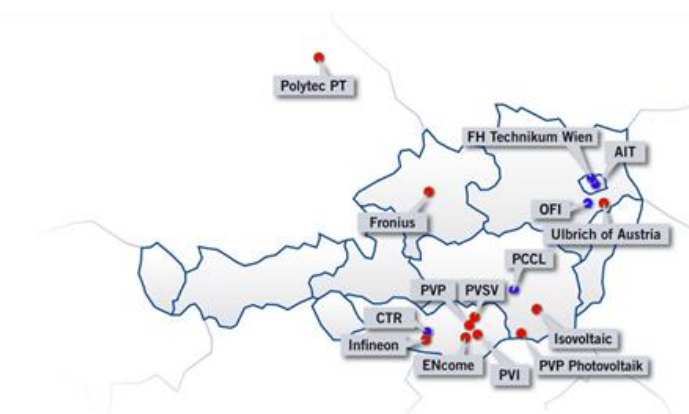 Polytec PT
FH Technikum Wien
AIT
OFI
Fronius
Ulbrich of Austria
PCCL
PVP
PVSV
CTR
Infineon
Isovoltaic
ENcome
PVI
PVP Photovoltaik